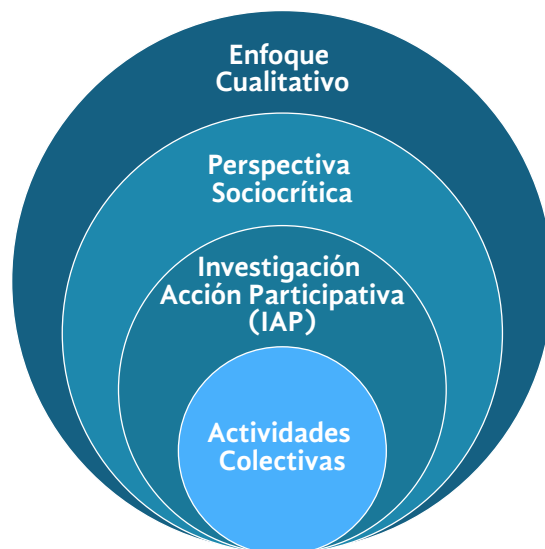 Enfoque
Cualitativo
Perspectiva
Sociocrítica
Investigación
Acción Participativa
(IAP)
Actividades
Colectivas